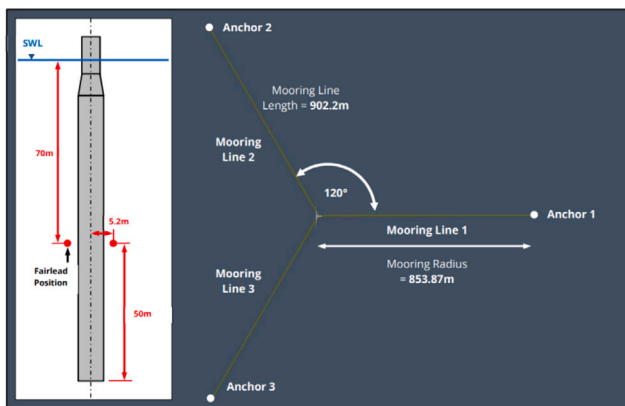 SWL
70m
5.2m
Fairlead
Position
50m
Anchor 2
Mooring Line
Length = 902.2m
Mooring
Line 2
120°
Anchor 1
Mooring Line 1
Mooring Radius
= 853.87m
Mooring
Line 3
Anchor 3